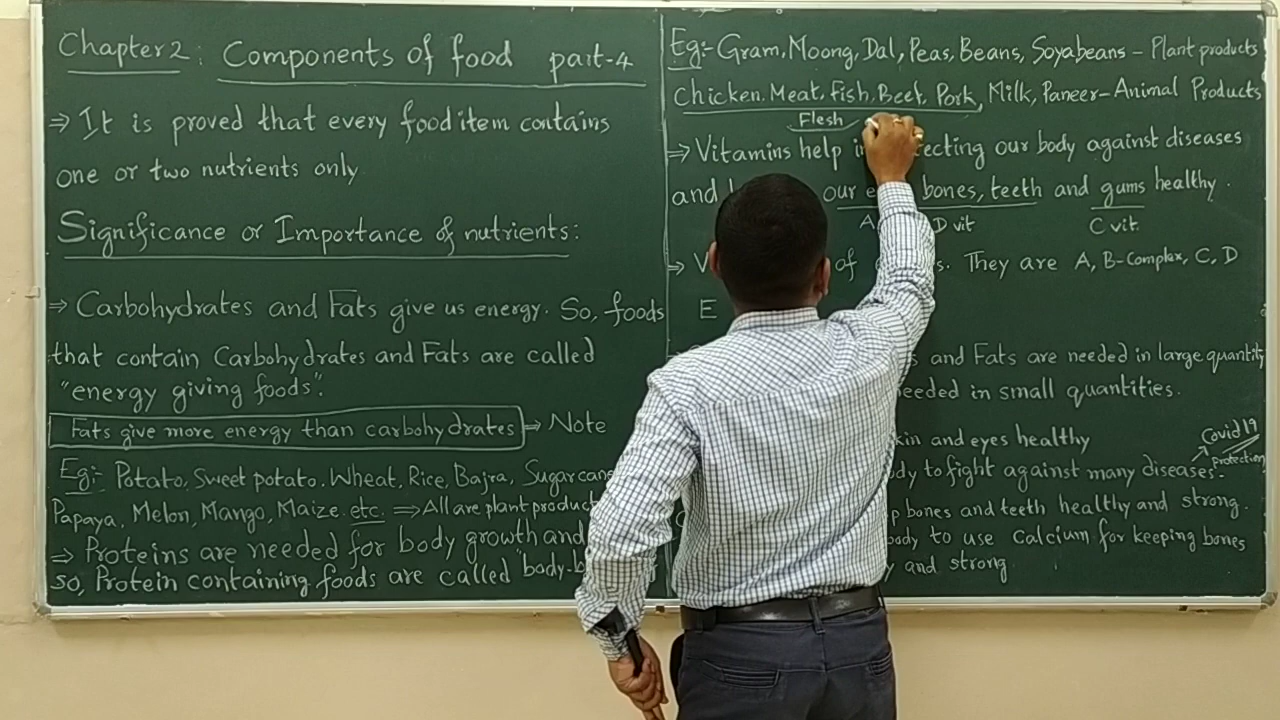 Chapter 2: Components of food part-4
⇒ It is proved that every food item contains
one or two nutrients only
Significance or Importance of nutrients:
⇒ Carbohydrates and Fats give us energy. So, foods
that contain Carbohydrates and Fats are called
"energy giving foods".
Fats give more energy than carbohydrates ⇒ Note
Eg:- Potato, Sweet potato, Wheat, Rice, Bajra, Sugarcane
Papaya, Melon, Mango, Maize etc. ⇒ All are plant product
⇒ Proteins are needed for body growth and
so, Protein containing foods are called "body-b
Eg:- Gram, Moong, Dal, Peas, Beans, Soyabeans - Plant products
Chicken, Meat, Fish, Beef, Pork, Milk, Paneer - Animal Products
Flesh
⇒ Vitamins help in ecting our body against diseases
and our bones, teeth and gums healthy.
A D vit C vit.
⇒ of s. They are A, B-Complex, C, D
E
s and Fats are needed in large quantity
needed in small quantities.
kin and eyes healthy
Covid 19
dy to fight against many diseases.
Protection
p bones and teeth healthy and strong.
body to use Calcium for keeping bones
y and strong